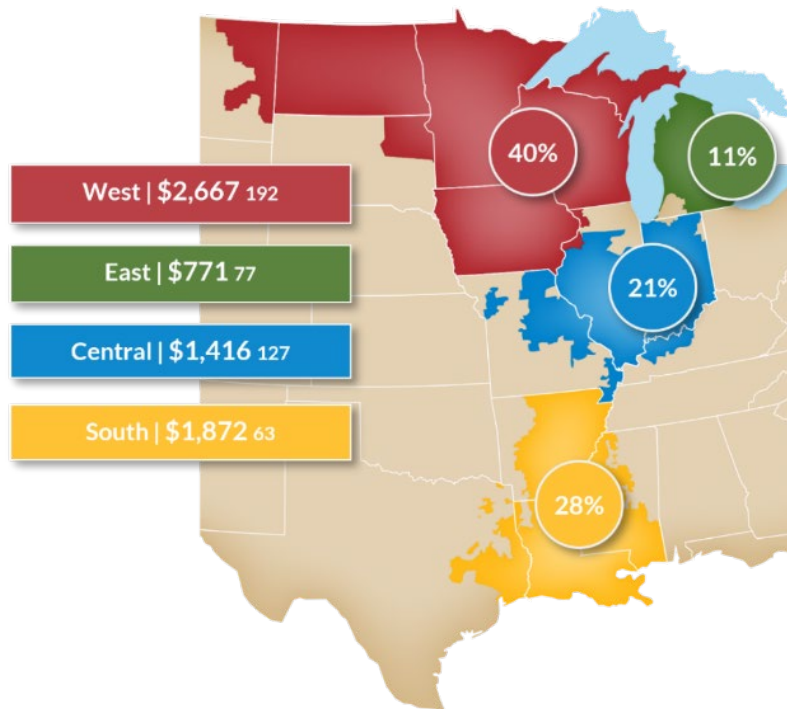 40%
11%
West | $2,667 192
East | $771 77
21%
Central | $1,416 127
South | $1,872 63
28%